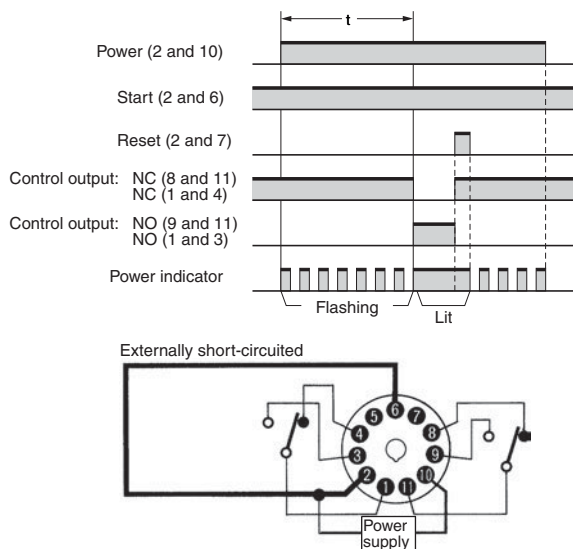 t
Power (2 and 10)
Start (2 and 6)
Reset (2 and 7)
Control output: NC (8 and 11)
NC (1 and 4)
Control output: NO (9 and 11)
NO (1 and 3)
Power indicator
Flashing
Lit
Externally short-circuited
6
5 7
4 8
3 9
2 10
1 11
Power
supply